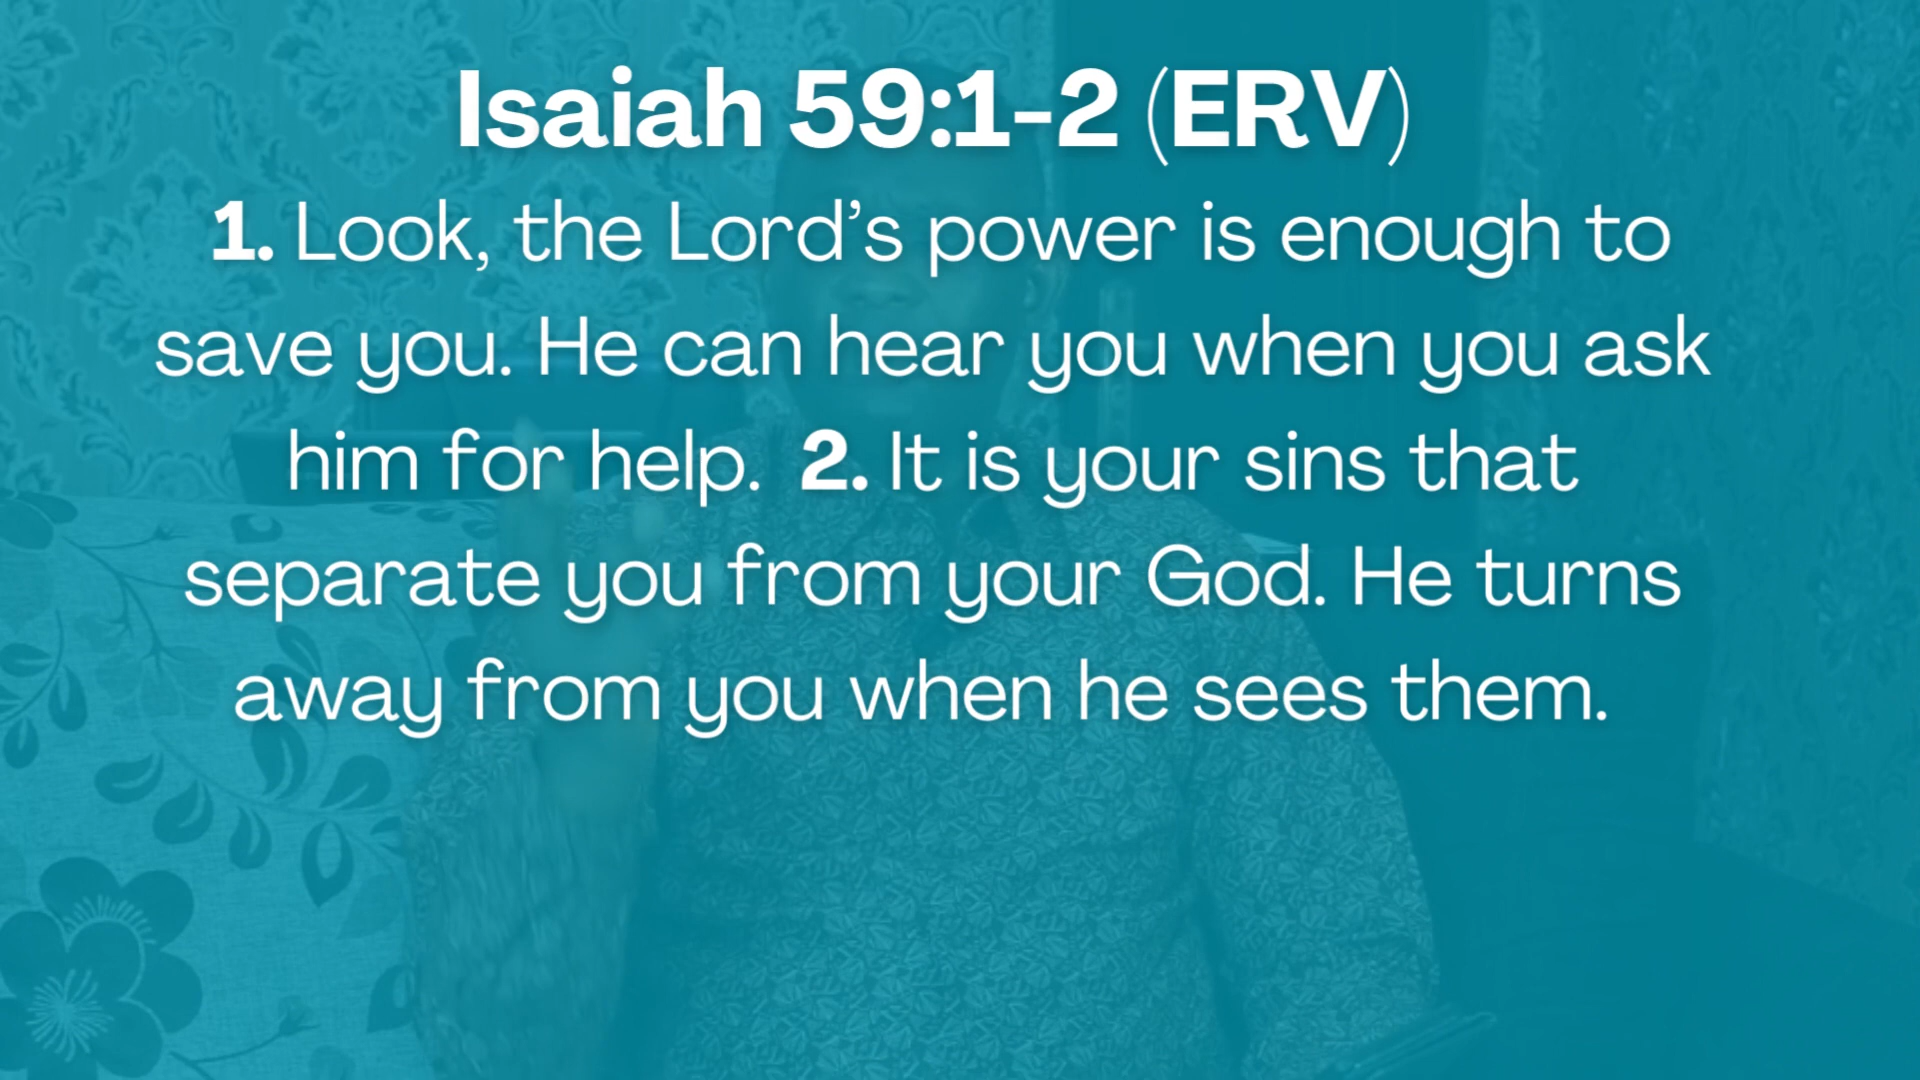 Isaiah 59:1-2 (ERV)
1. Look, the Lord’s power is enough to
save you. He can hear you when you ask
him for help. 2. It is your sins that
separate you from your God. He turns
away from you when he sees them.